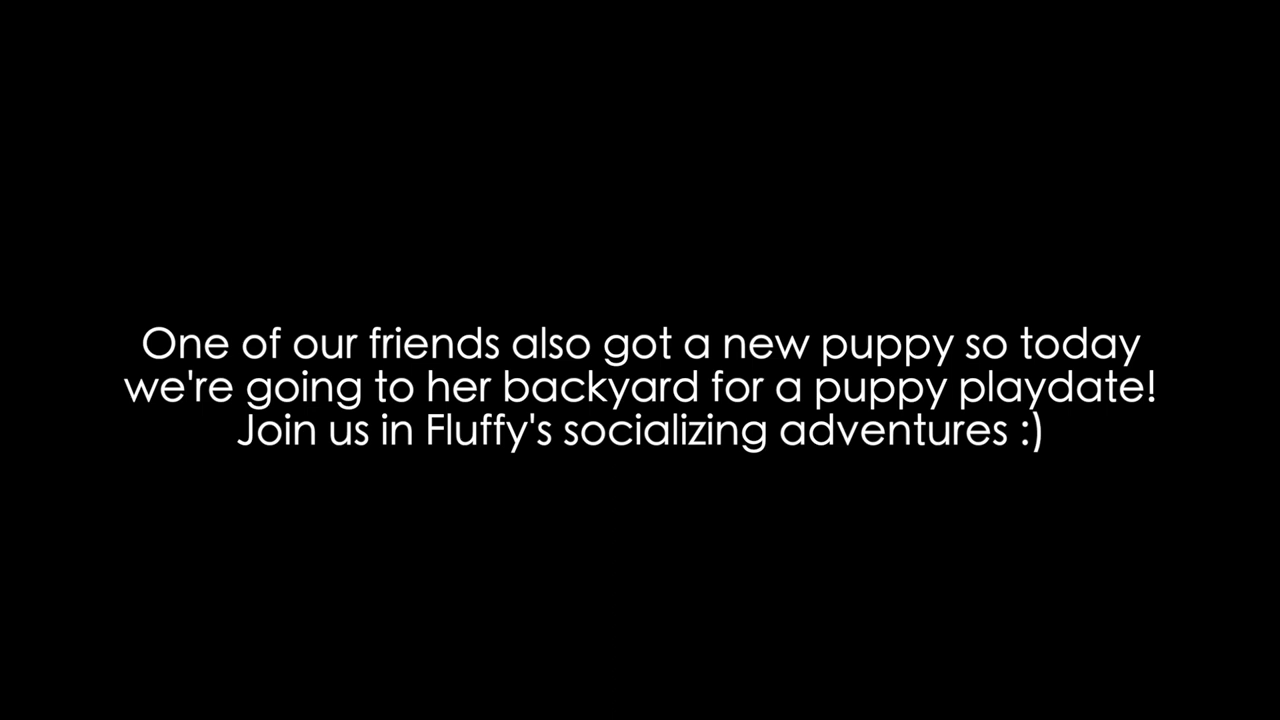 One of our friends also got a new puppy so today
we're going to her backyard for a puppy playdate!
Join us in Fluffy's socializing adventures :)